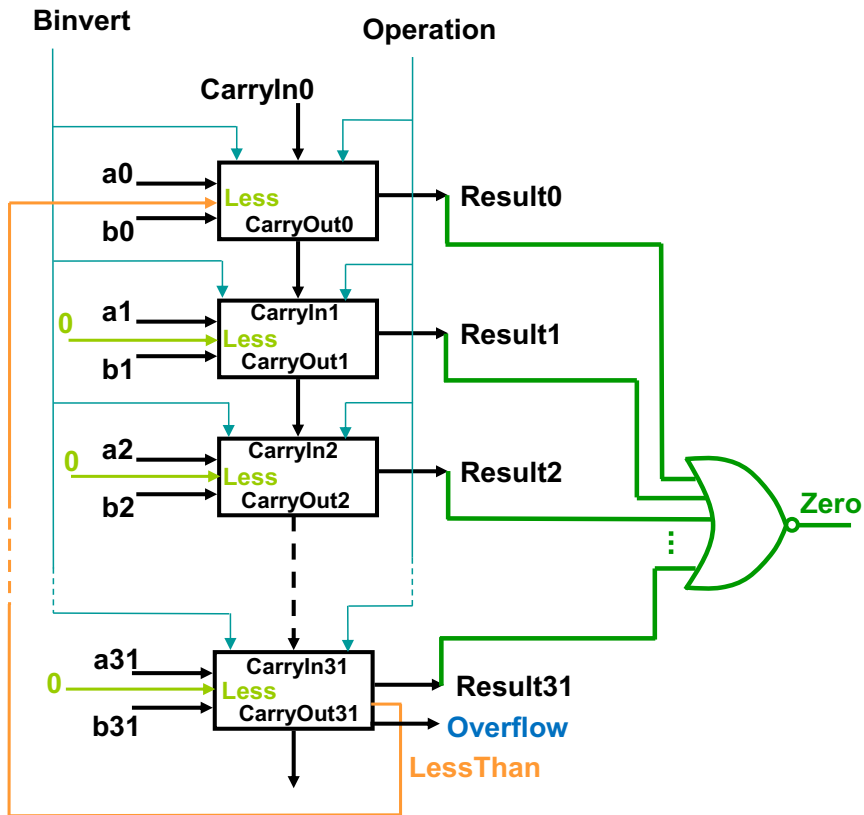 Binvert
Operation
CarryIn0
a0
Less
b0
CarryOut0
Result0
CarryIn1
a1
0
Less
b1
CarryOut1
Result1
CarryIn2
a2
0
Less
b2
CarryOut2
Result2
Zero
...
CarryIn31
a31
0
Less
b31
CarryOut31
Result31
Overflow
LessThan